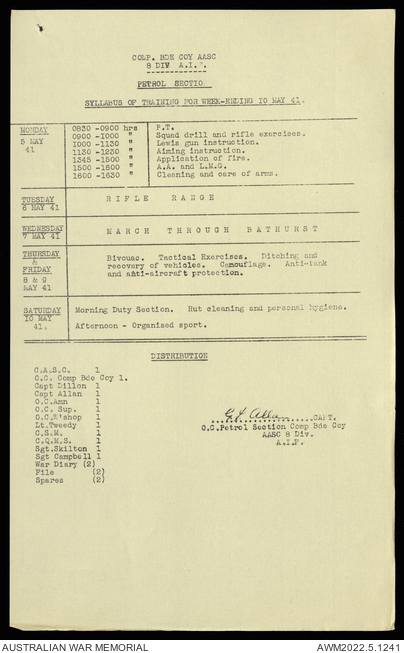 COMP. BDE COY AASC
8 DIV A.I.F.
PETROL SECTIO
SYLLABUS OF TRAINING FOR WEEK-ENDING 10 MAY 41.
MONDAY 0830 -0900 hrs P.T.
5 MAY 0900 -1000 " Squad drill and rifle exercises.
41 1000 -1130 " Lewis gun instruction.
1130 -1230 " Aiming instruction.
1345 -1500 " Application of fire.
1500 -1600 " A.A. and L.M.G.
1600 -1630 " Cleaning and care of arms.
TUESDAY RIFLE RANGE
6 MAY 41
WEDNESDAY MARCH THROUGH BATHURST
7 MAY 41
THURSDAY Bivouac. Tactical Exercises. Ditching and
& recovery of vehicles. Camouflage. Anti-tank
FRIDAY and anti-aircraft protection.
8 & 9
MAY 41
SATURDAY Morning Duty Section. Hut cleaning and personal hygiene.
10 MAY
41. Afternoon - Organised sport.
DISTRIBUTION
C.A.S.C. 1
O.C. Comp Bde Coy 1.
Capt Dillon 1
Capt Allan 1
O.C.Amn 1
O.C. Sup. 1
O.C.W'shop 1
Lt.Tweedy 1
C.S.M. 1
C.Q.M.S. 1
Sgt.Skilton 1
Sgt Campbell 1
War Diary (2)
File (2)
Spares (2)
G J Allan CAPT.
O.C.Petrol Section Comp Bde Coy
AASC 8 Div.
A.I.F.
AUSTRALIAN WAR MEMORIAL AWM2022.5.1241